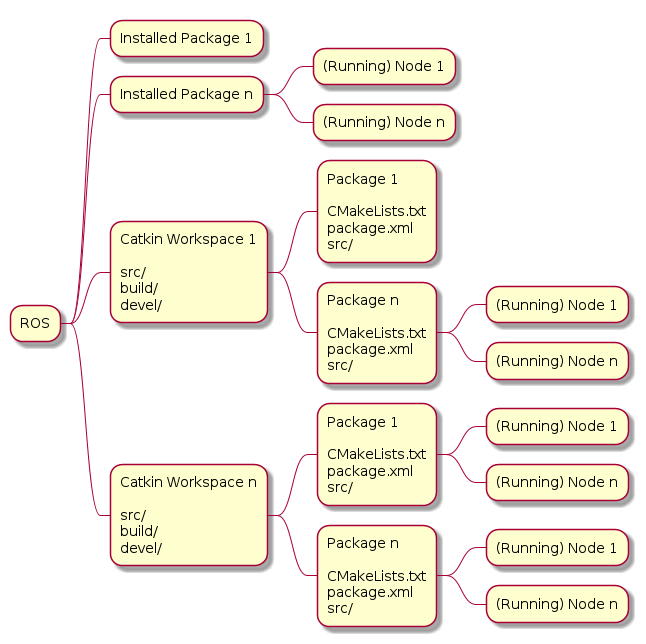 ROS
Installed Package 1
Installed Package n
(Running) Node 1
(Running) Node n
Catkin Workspace 1
src/
build/
devel/
Package 1
CMakeLists.txt
package.xml
src/
Package n
CMakeLists.txt
package.xml
src/
(Running) Node 1
(Running) Node n
Catkin Workspace n
src/
build/
devel/
Package 1
CMakeLists.txt
package.xml
src/
(Running) Node 1
(Running) Node n
Package n
CMakeLists.txt
package.xml
src/
(Running) Node 1
(Running) Node n